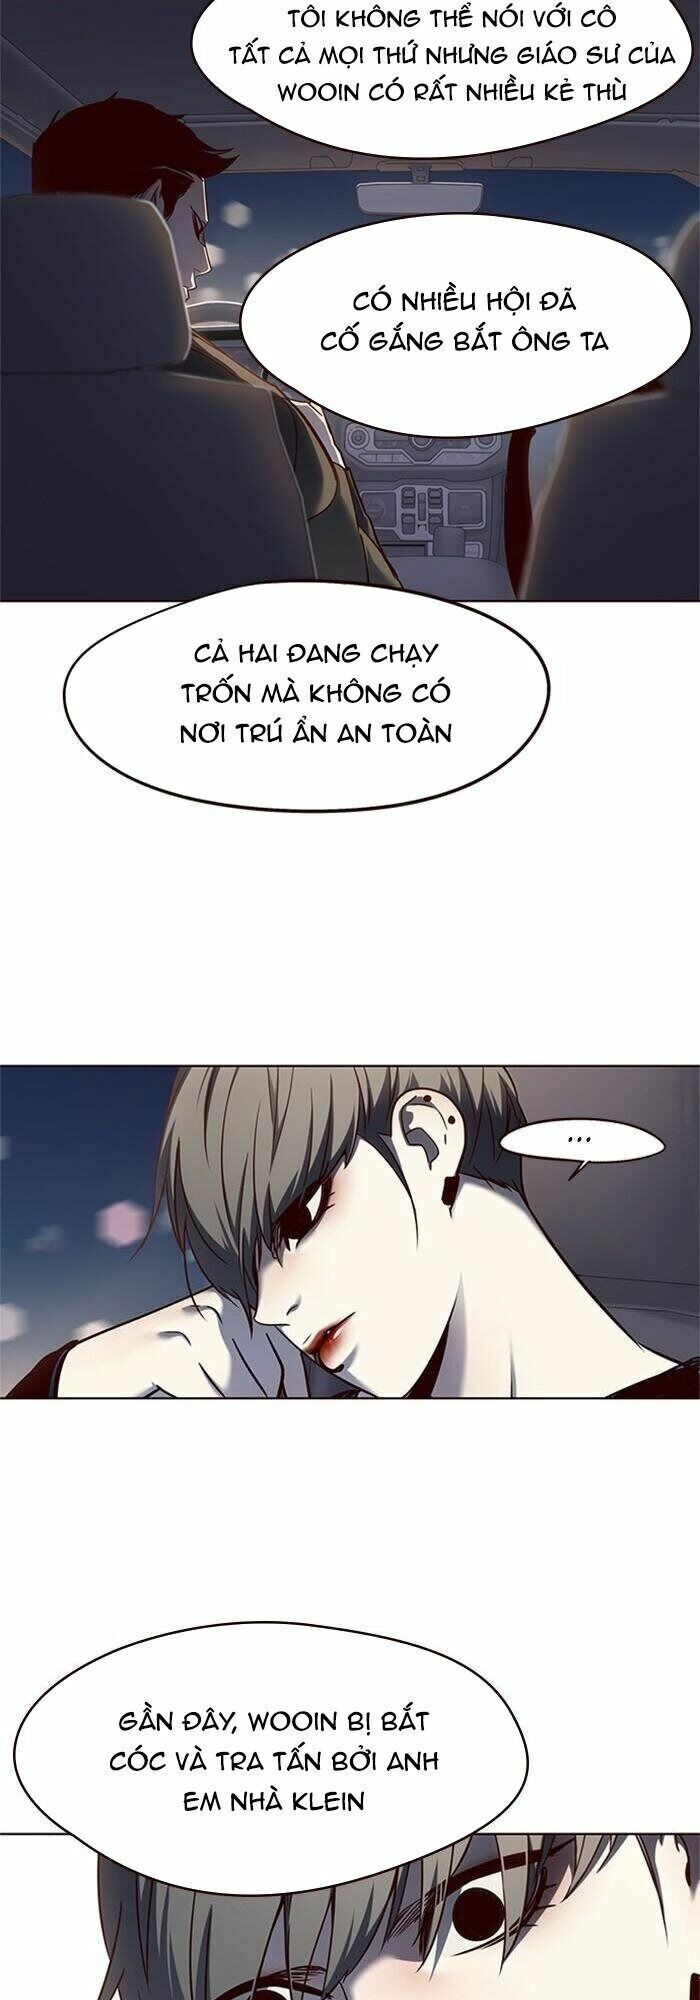 TÔI KHÔNG THỂ NÓI VỚI CÔ
TẤT CẢ MỌI THỨ NHƯNG GIÁO SƯ CỦA
WOOIN CÓ RẤT NHIỀU KẺ THÙ
CÓ NHIỀU HỘI ĐÃ
CỐ GẮNG BẮT ÔNG TA
CẢ HAI ĐANG CHẠY
TRỐN MÀ KHÔNG CÓ
NƠI TRÚ ẨN AN TOÀN
...
GẦN ĐÂY, WOOIN BỊ BẮT
CÓC VÀ TRA TẤN BỞI ANH
EM NHÀ KLEIN